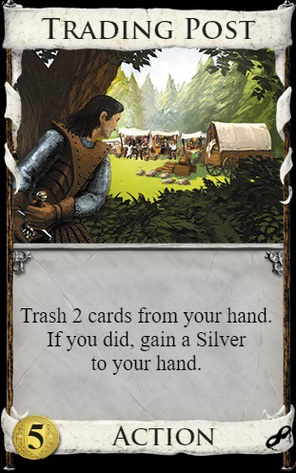 TRADING POST
Trash 2 cards from your hand.
If you did, gain a Silver
to your hand.
5
ACTION